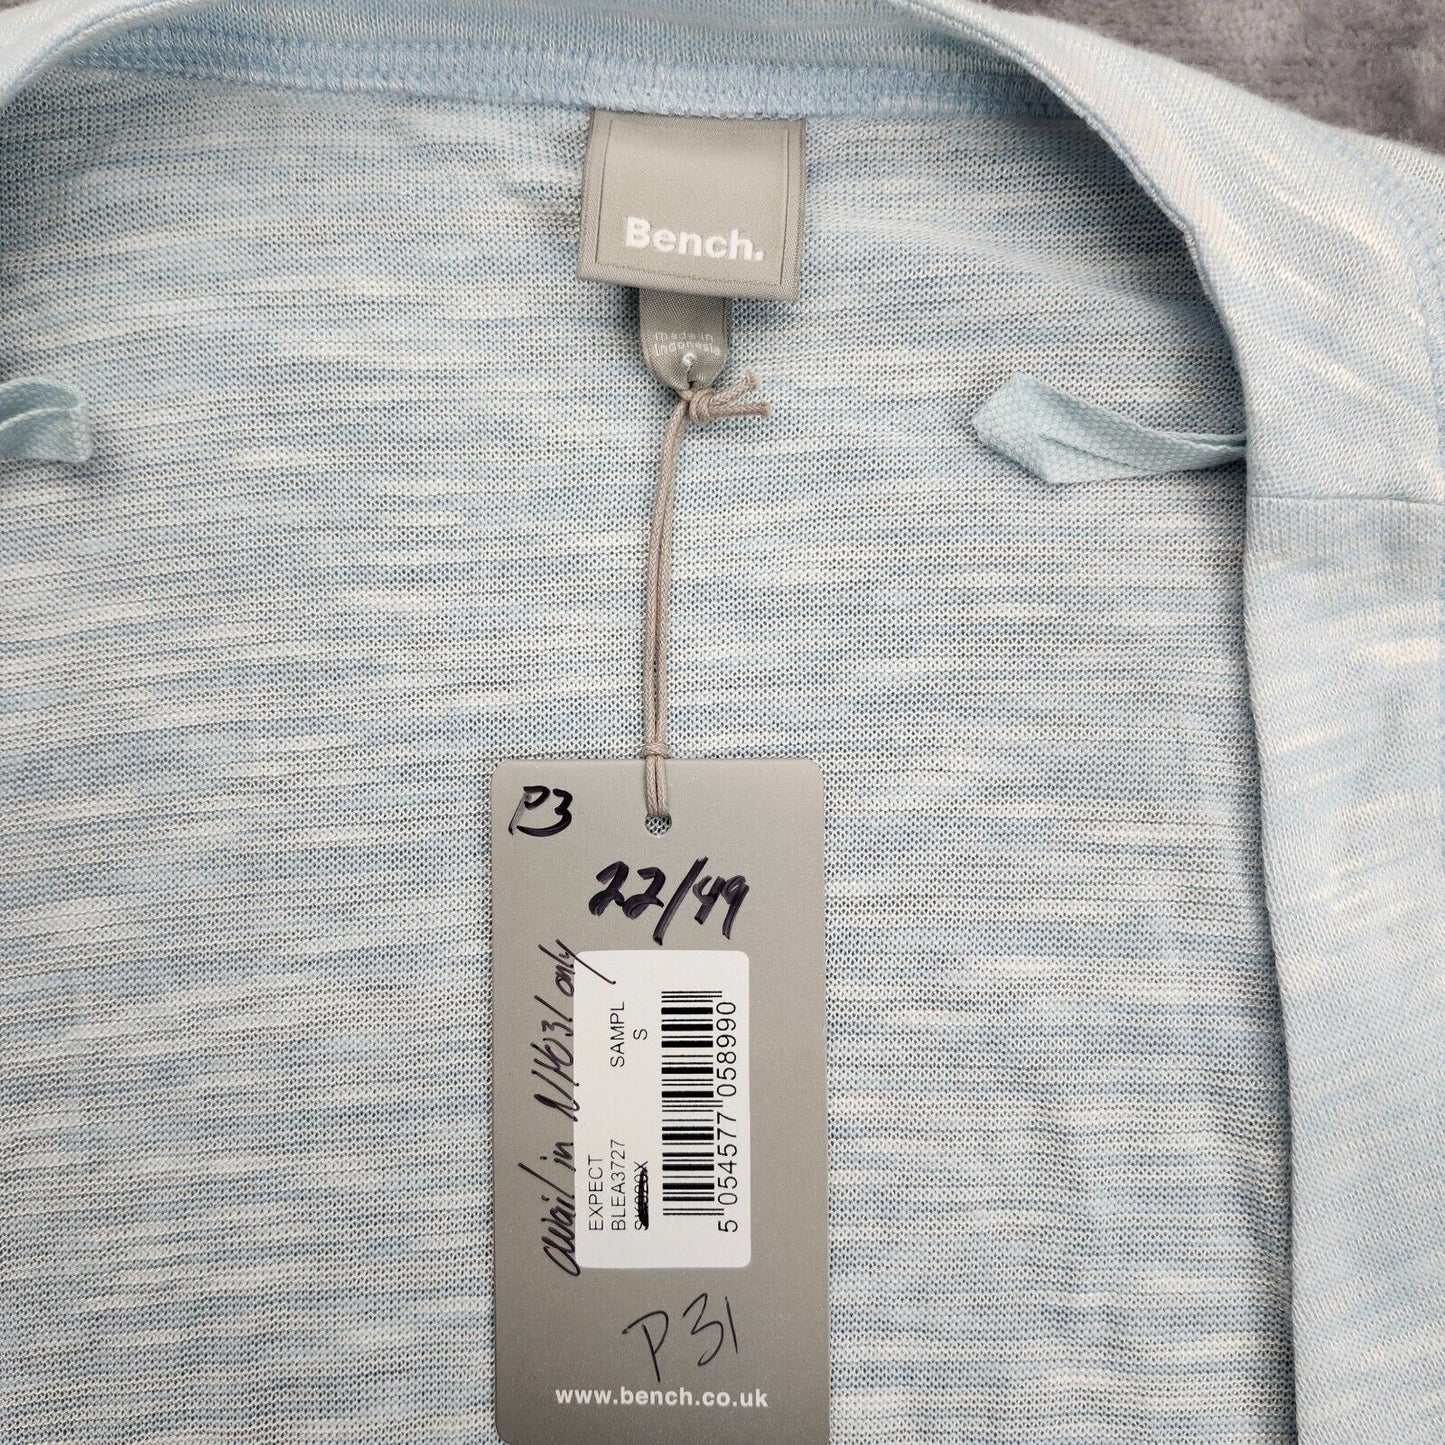 Bench.
made in
Indonesia
S
P3
22/49
avail in only
EXPECT
BLEA3727 SAMPL
S
5 054577 058990
P31
www.bench.co.uk